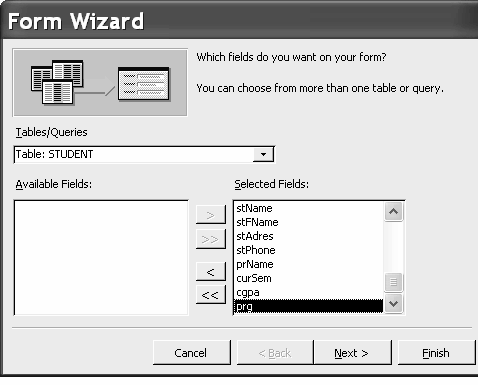 Form Wizard
Which fields do you want on your form?
You can choose from more than one table or query.
Tables/Queries
Table: STUDENT
Available Fields:
Selected Fields:
>
>>
<
<<
stName
stFName
stAdres
stPhone
prName
curSem
cgpa
prg
Cancel
< Back
Next >
Finish